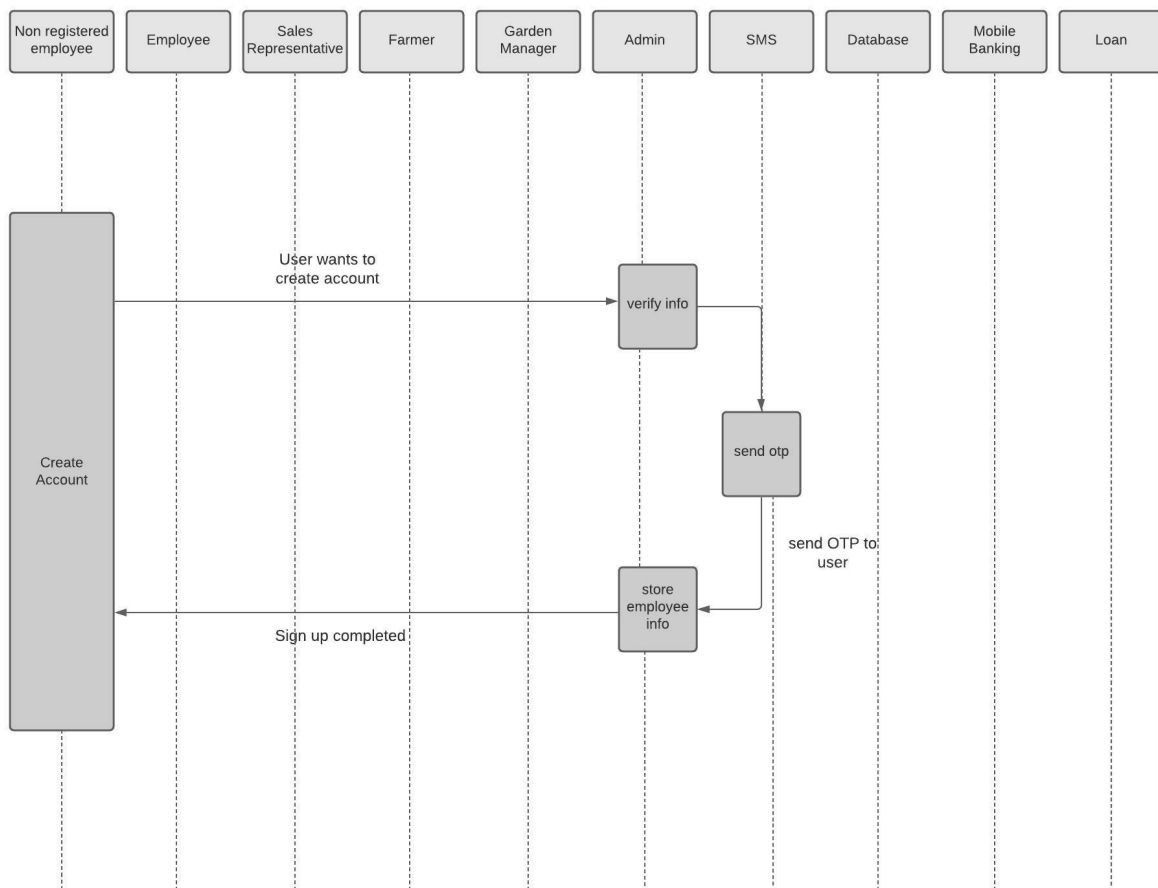 Non registered
employee
Employee
Sales
Representative
Farmer
Garden
Manager
Admin
SMS
Database
Mobile
Banking
Loan
User wants to
create account
verify info
Create
Account
send otp
send OTP to
user
store
employee
info
Sign up completed